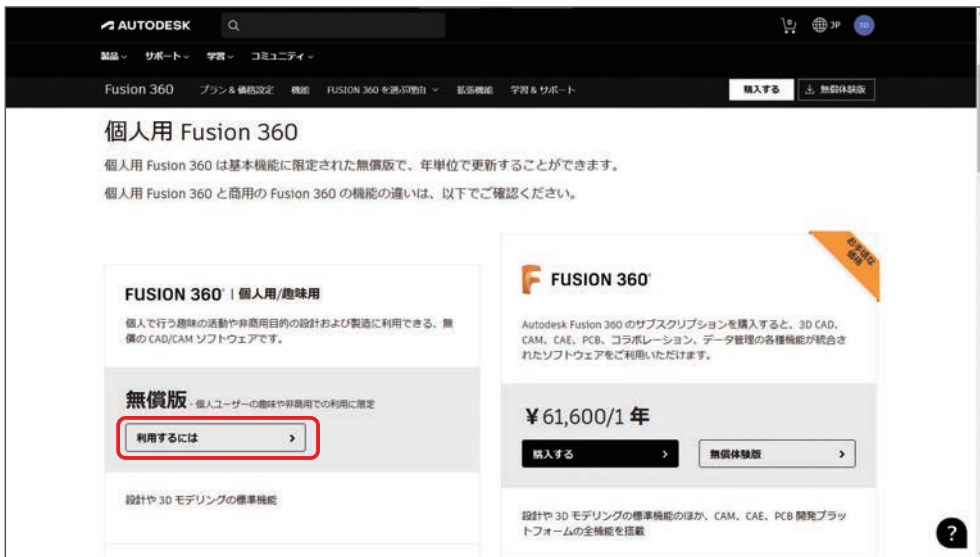 AUTODESK
JP
TO
製品 サポート 学習 コミュニティ
Fusion 360 プラン & 価格設定 機能 FUSION 360 を選ぶ理由 拡張機能 学習 & サポート 購入する 無償体験版
個人用 Fusion 360
個人用 Fusion 360 は基本機能に限定された無償版で、年単位で更新することができます。
個人用 Fusion 360 と商用の Fusion 360 の機能の違いは、以下でご確認ください。
FUSION 360 | 個人用/趣味用
個人で行う趣味の活動や非商用目的の設計および製造に利用できる、無
償の CAD/CAM ソフトウェアです。
無償版 - 個人ユーザーの趣味や非商用での利用に限定
利用するには
設計や 3D モデリングの標準機能
お手頃な
価格
FUSION 360
Autodesk Fusion 360 のサブスクリプションを購入すると、3D CAD、
CAM、CAE、PCB、コラボレーション、データ管理の各種機能が統合さ
れたソフトウェアをご利用いただけます。
¥61,600/1 年
購入する 無償体験版
設計や 3D モデリングの標準機能のほか、CAM、CAE、PCB 開発プラッ
トフォームの全機能を搭載
?